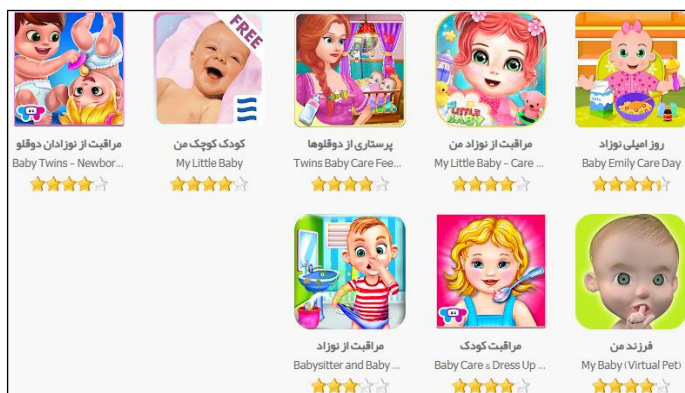 FREE
LITTLE
BABY
مراقبت از نوزادان دوقلو
Baby Twins - Newbor...
کودک کوچک من
My Little Baby
پرستاری از دوقلوها
Twins Baby Care Fee...
مراقبت از نوزاد من
My Little Baby - Care ...
روز امیلی نوزاد
Baby Emily Care Day
مراقبت از نوزاد
Babysitter and Baby ...
مراقبت کودک
Baby Care & Dress Up ...
فرزند من
My Baby (Virtual Pet)